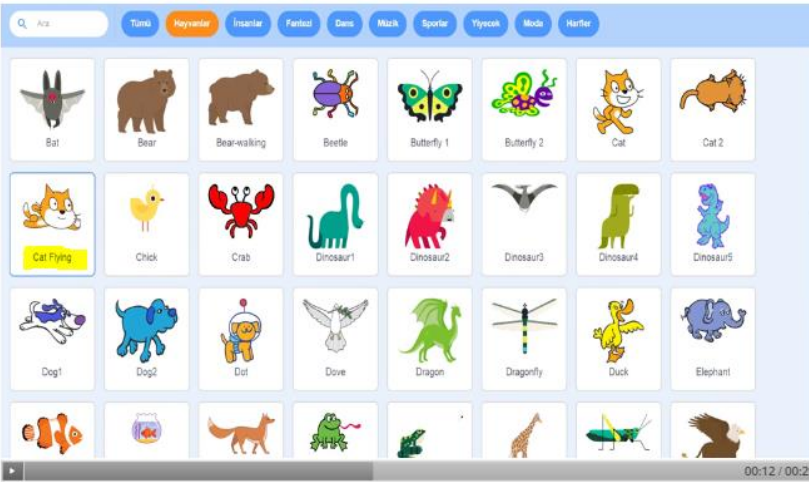 Ara
Tümü Hayvanlar İnsanlar Fantezi Dans Müzik Sporlar Yiyecek Moda Harfler
Bat Bear Bear-walking Beetle Butterfly 1 Butterfly 2 Cat Cat 2
Cat Flying Chick Crab Dinosaur1 Dinosaur2 Dinosaur3 Dinosaur4 Dinosaur5
Dog1 Dog2 Dot Dove Dragon Dragonfly Duck Elephant
00:12 / 00:2